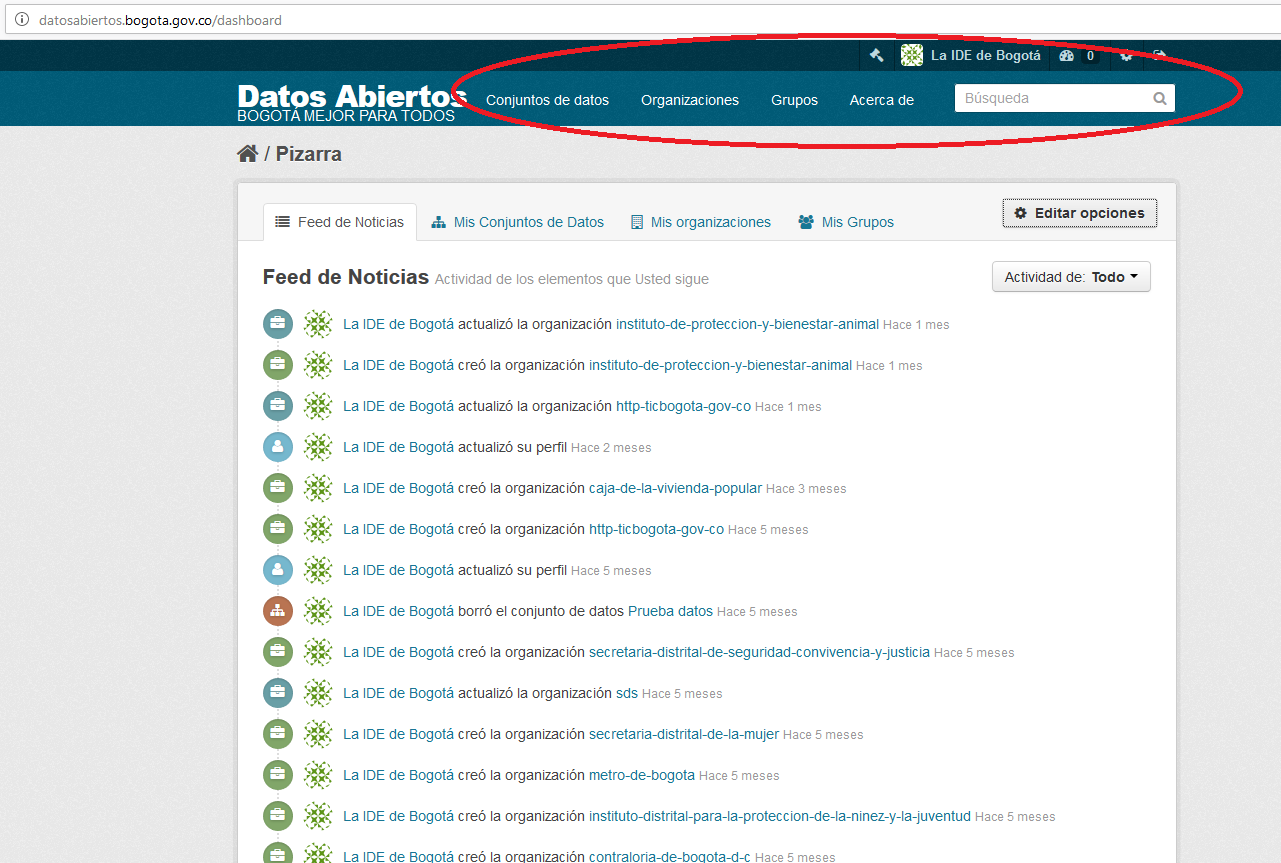 datosabiertos.bogota.gov.co/dashboard
La IDE de Bogotá 0
Datos Abiertos
BOGOTÁ MEJOR PARA TODOS
Conjuntos de datos Organizaciones Grupos Acerca de Búsqueda
/ Pizarra
Feed de Noticias Mis Conjuntos de Datos Mis organizaciones Mis Grupos Editar opciones
Feed de Noticias Actividad de los elementos que Usted sigue Actividad de: Todo
La IDE de Bogotá actualizó la organización instituto-de-proteccion-y-bienestar-animal Hace 1 mes
La IDE de Bogotá creó la organización instituto-de-proteccion-y-bienestar-animal Hace 1 mes
La IDE de Bogotá actualizó la organización http-ticbogota-gov-co Hace 1 mes
La IDE de Bogotá actualizó su perfil Hace 2 meses
La IDE de Bogotá creó la organización caja-de-la-vivienda-popular Hace 3 meses
La IDE de Bogotá creó la organización http-ticbogota-gov-co Hace 5 meses
La IDE de Bogotá actualizó su perfil Hace 5 meses
La IDE de Bogotá borró el conjunto de datos Prueba datos Hace 5 meses
La IDE de Bogotá creó la organización secretaria-distrital-de-seguridad-convivencia-y-justicia Hace 5 meses
La IDE de Bogotá actualizó la organización sds Hace 5 meses
La IDE de Bogotá creó la organización secretaria-distrital-de-la-mujer Hace 5 meses
La IDE de Bogotá creó la organización metro-de-bogota Hace 5 meses
La IDE de Bogotá creó la organización instituto-distrital-para-la-proteccion-de-la-ninez-y-la-juventud Hace 5 meses
La IDE de Bogotá creó la organización contraloria-de-bogota-d-c Hace 5 meses